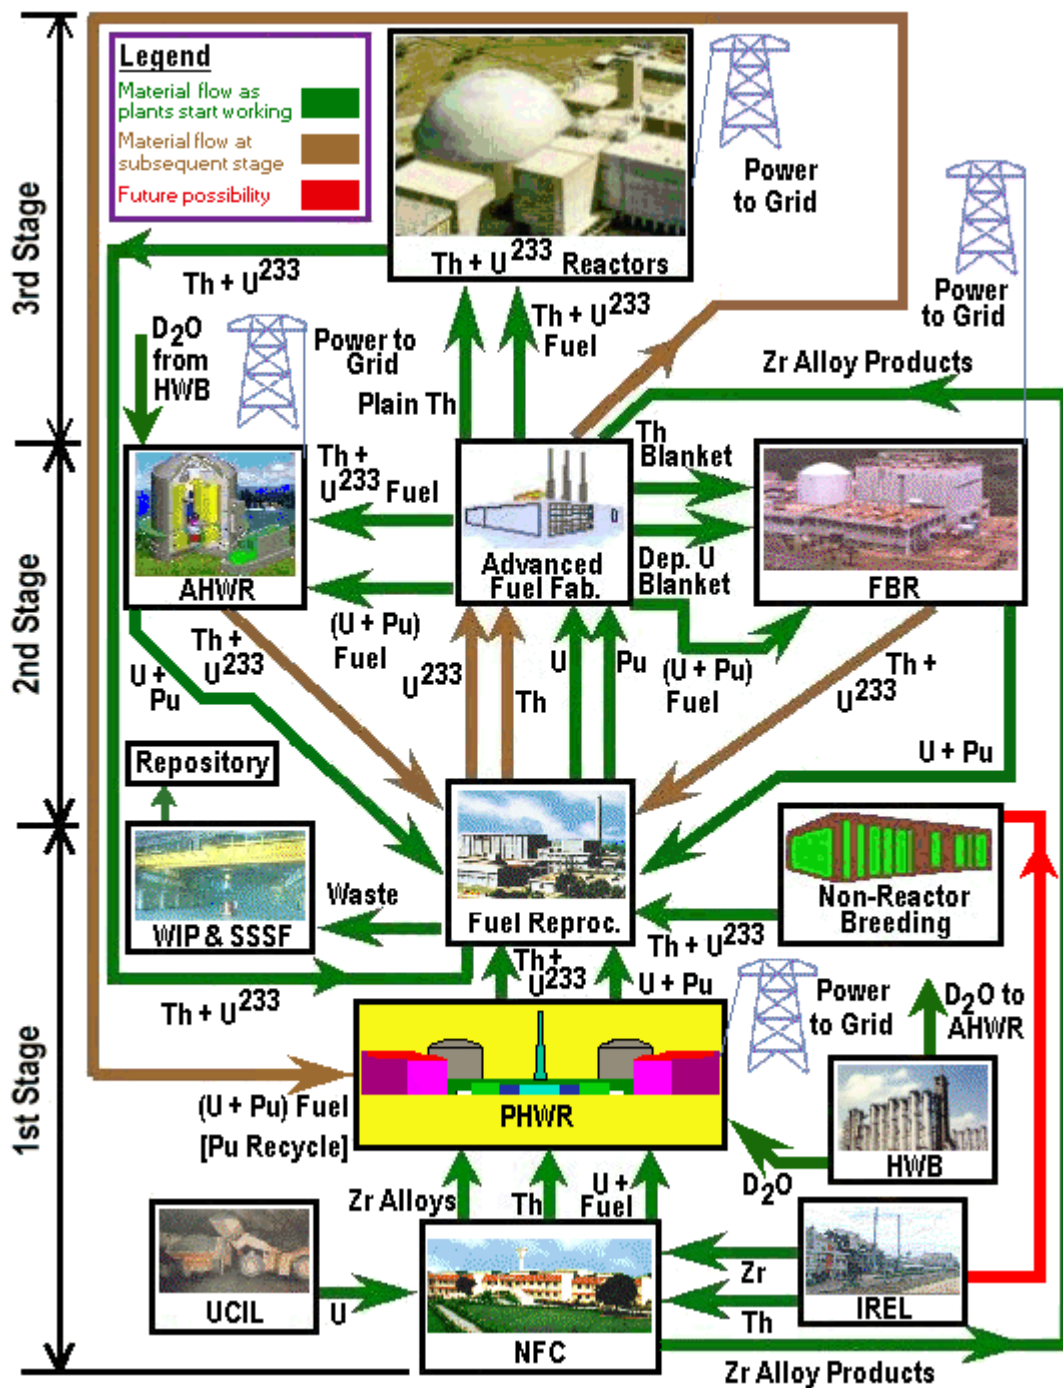 Legend
Material flow as
plants start working
Material flow at
subsequent stage
Future possibility
3rd Stage
2nd Stage
1st Stage
Th + U233 Reactors
Power
to Grid
Power
to Grid
Th + U233
Th + U233
Fuel
Plain Th
D2O
from
HWB
Power to
Grid
Zr Alloy Products
AHWR
Th +
U233 Fuel
(U + Pu)
Fuel
Advanced
Fuel Fab.
Th
Blanket
Dep. U
Blanket
(U + Pu)
Fuel
FBR
U +
Pu
Th +
U233
U233
Th
U
Pu
Th +
U233
U + Pu
Repository
WIP & SSSF
Waste
Fuel Reproc.
Non-Reactor
Breeding
Th + U233
Th + U233
Th +
U233
U + Pu
Power
to Grid
D2O to
AHWR
(U + Pu) Fuel
[Pu Recycle]
PHWR
HWB
D2O
Zr Alloys
Th
U +
Fuel
UCIL
U
NFC
Zr
Th
IREL
Zr Alloy Products